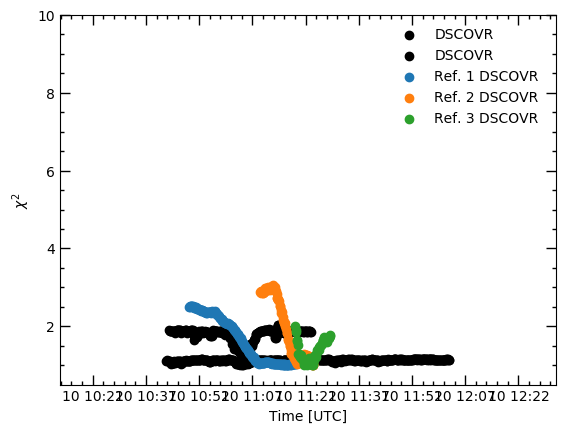 10
8
6
4
2
χ²
DSCOVR
DSCOVR
Ref. 1 DSCOVR
Ref. 2 DSCOVR
Ref. 3 DSCOVR
10 10:22 10 10:37 10 10:52 10 11:07 10 11:22 10 11:37 10 11:52 10 12:07 10 12:22
Time [UTC]